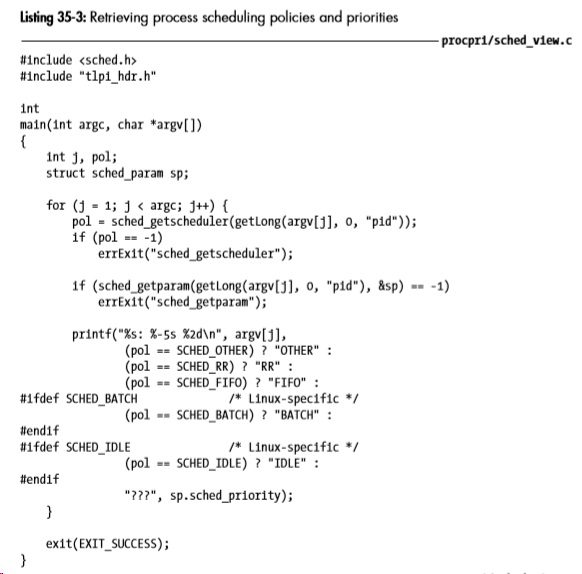 Listing 35-3: Retrieving process scheduling policies and priorities
procpri/sched_view.c
#include <sched.h>
#include "tlpi_hdr.h"
int
main(int argc, char *argv[])
{
    int j, pol;
    struct sched_param sp;
    for (j = 1; j < argc; j++) {
        pol = sched_getscheduler(getLong(argv[j], 0, "pid"));
        if (pol == -1)
            errExit("sched_getscheduler");
        if (sched_getparam(getLong(argv[j], 0, "pid"), &sp) == -1)
            errExit("sched_getparam");
        printf("%s: %-5s %2d\n", argv[j],
                (pol == SCHED_OTHER) ? "OTHER" :
                (pol == SCHED_RR) ? "RR" :
                (pol == SCHED_FIFO) ? "FIFO" :
#ifdef SCHED_BATCH              /* Linux-specific */
                (pol == SCHED_BATCH) ? "BATCH" :
#endif
#ifdef SCHED_IDLE               /* Linux-specific */
                (pol == SCHED_IDLE) ? "IDLE" :
#endif
                "???", sp.sched_priority);
    }
    exit(EXIT_SUCCESS);
}